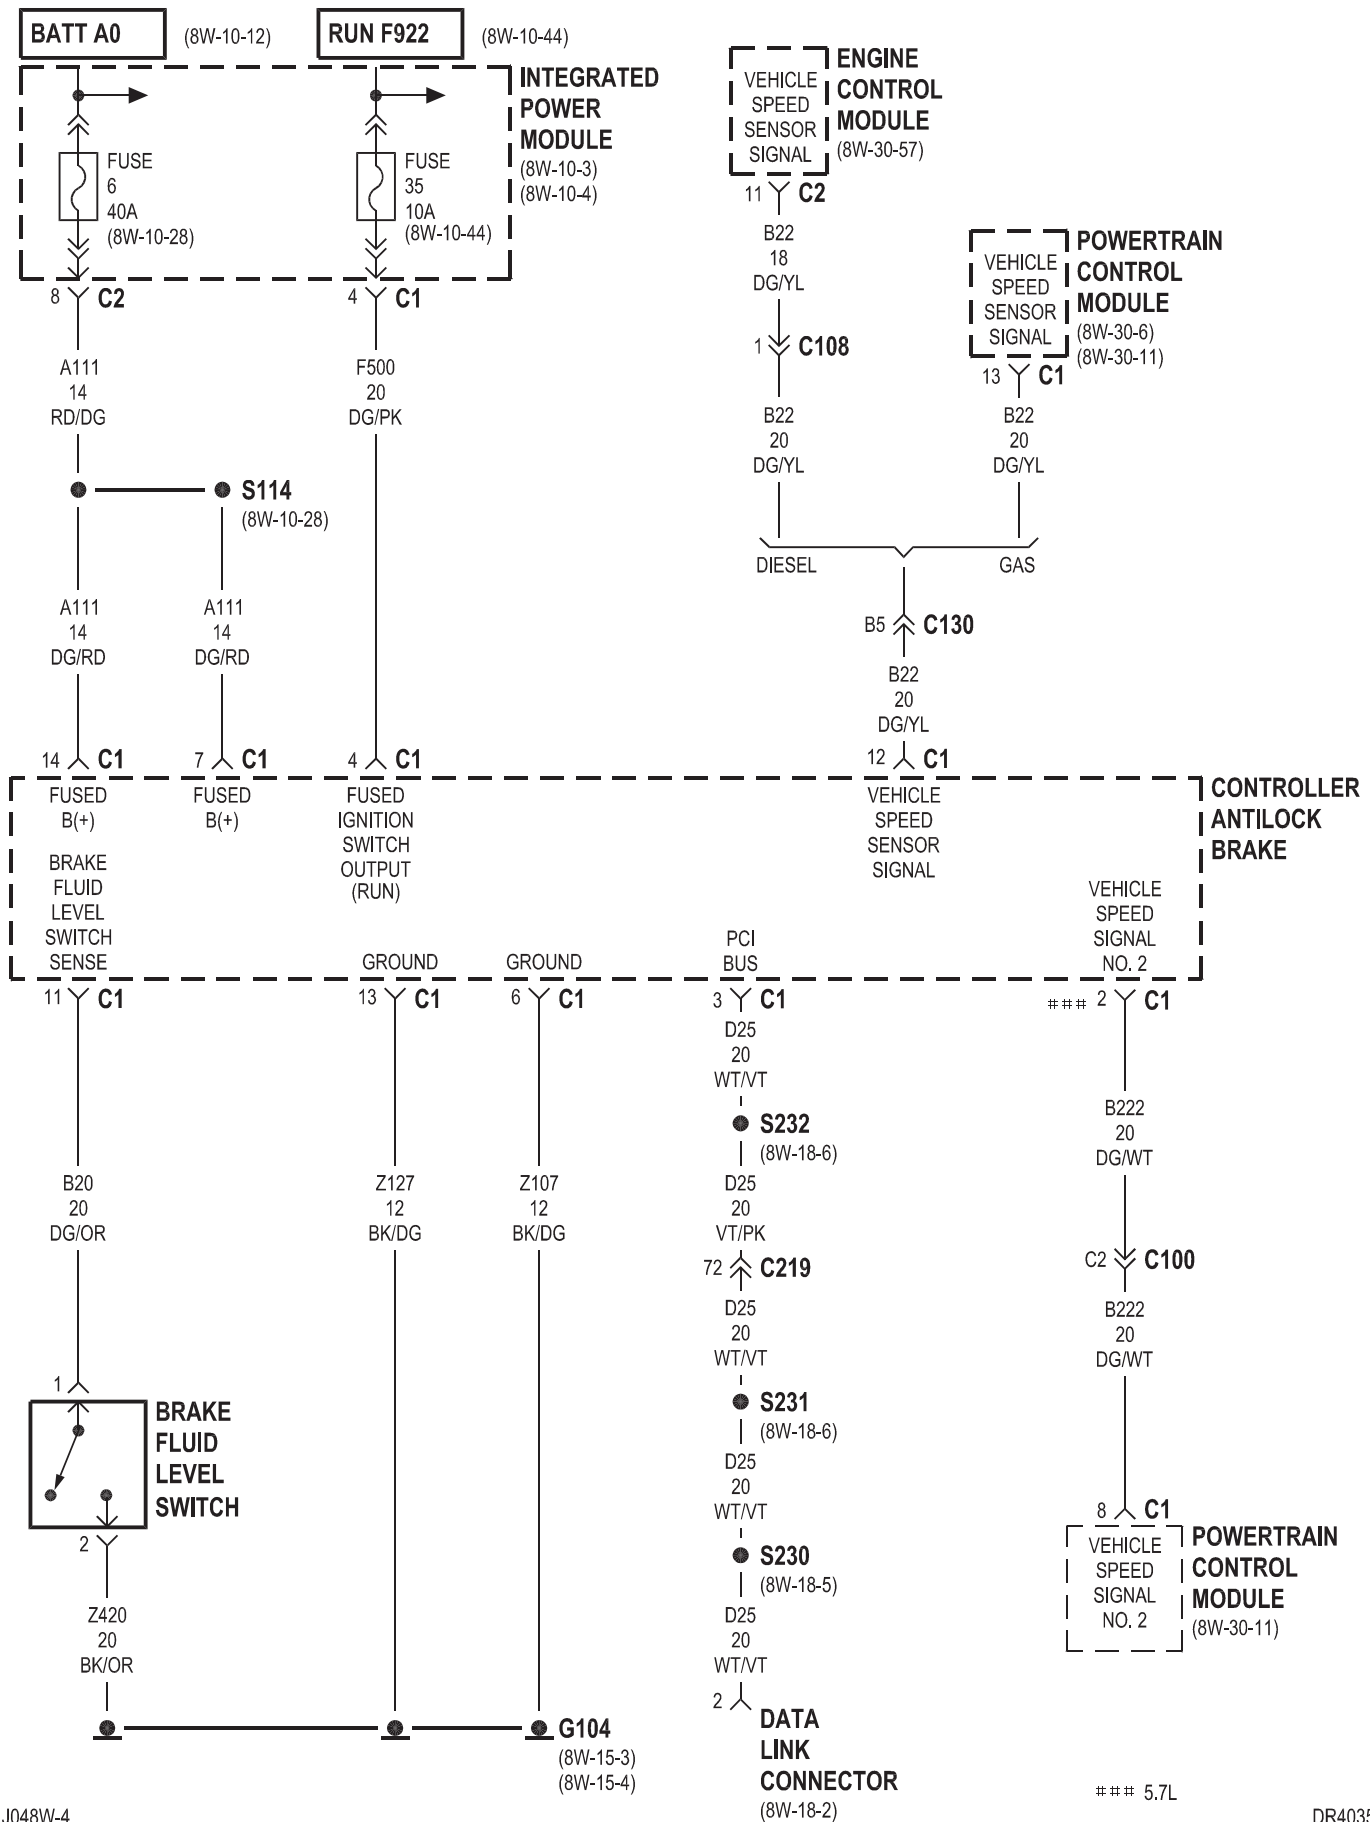 BATT A0
(8W-10-12)
RUN F922
(8W-10-44)
INTEGRATED
POWER
MODULE
(8W-10-3)
(8W-10-4)
FUSE
6
40A
(8W-10-28)
FUSE
35
10A
(8W-10-44)
8 C2
4 C1
A111
14
RD/DG
F500
20
DG/PK
S114
(8W-10-28)
A111
14
DG/RD
A111
14
DG/RD
14 C1
7 C1
4 C1
VEHICLE
SPEED
SENSOR
SIGNAL
ENGINE
CONTROL
MODULE
(8W-30-57)
11 C2
B22
18
DG/YL
1 C108
B22
20
DG/YL
VEHICLE
SPEED
SENSOR
SIGNAL
POWERTRAIN
CONTROL
MODULE
(8W-30-6)
(8W-30-11)
13 C1
B22
20
DG/YL
DIESEL
GAS
B5 C130
B22
20
DG/YL
12 C1
FUSED
B(+)
FUSED
B(+)
FUSED
IGNITION
SWITCH
OUTPUT
(RUN)
VEHICLE
SPEED
SENSOR
SIGNAL
CONTROLLER
ANTILOCK
BRAKE
BRAKE
FLUID
LEVEL
SWITCH
SENSE
GROUND
GROUND
PCI
BUS
VEHICLE
SPEED
SIGNAL
NO. 2
11 C1
13 C1
6 C1
3 C1
### 2 C1
B20
20
DG/OR
Z127
12
BK/DG
Z107
12
BK/DG
D25
20
WT/VT
S232
(8W-18-6)
D25
20
VT/PK
72 C219
D25
20
WT/VT
S231
(8W-18-6)
D25
20
WT/VT
S230
(8W-18-5)
D25
20
WT/VT
2
DATA
LINK
CONNECTOR
(8W-18-2)
B222
20
DG/WT
C2 C100
B222
20
DG/WT
8 C1
VEHICLE
SPEED
SIGNAL
NO. 2
POWERTRAIN
CONTROL
MODULE
(8W-30-11)
1
BRAKE
FLUID
LEVEL
SWITCH
2
Z420
20
BK/OR
G104
(8W-15-3)
(8W-15-4)
### 5.7L
J048W-4
DR4035